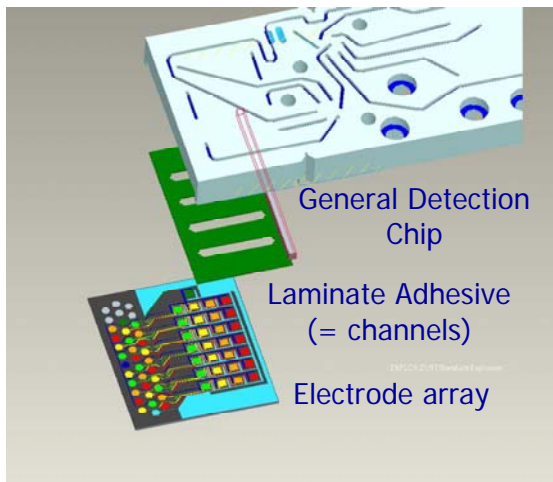 General Detection
Chip
Laminate Adhesive
(= channels)
Electrode array